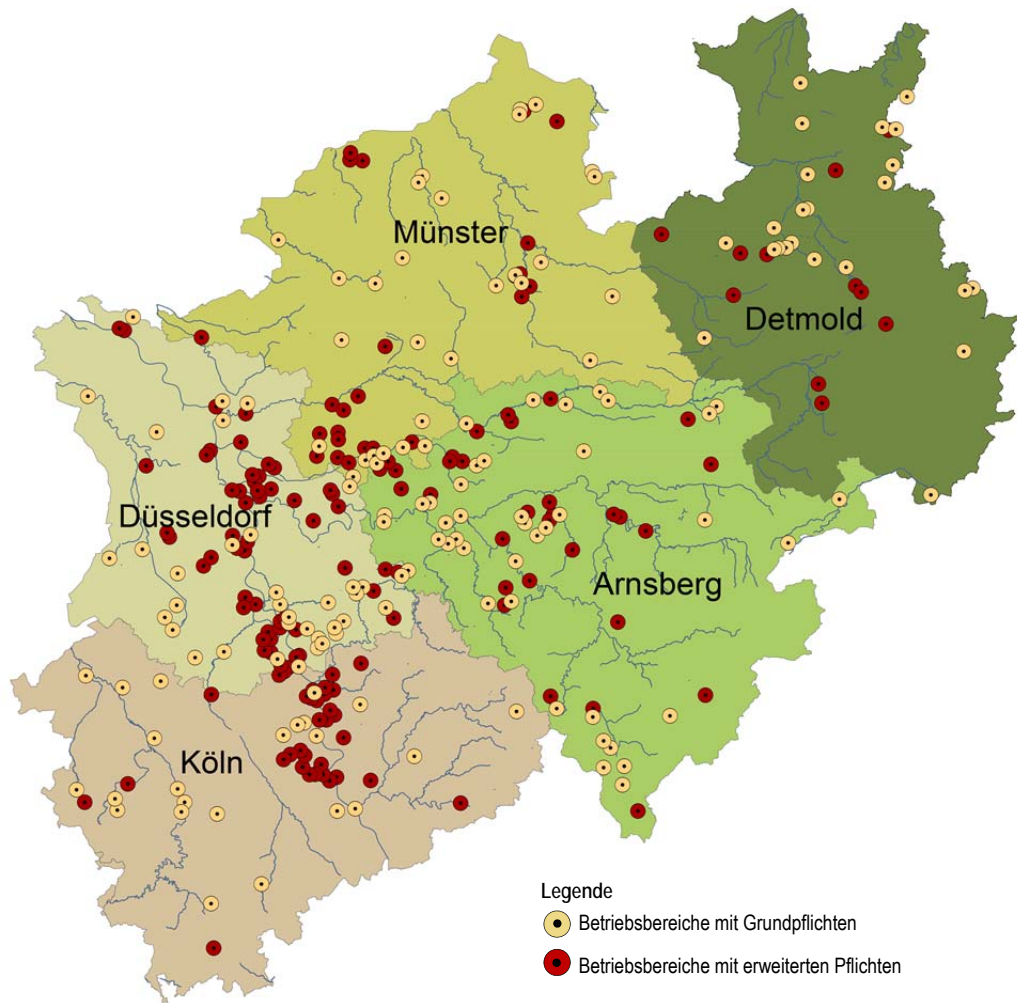 Münster
Detmold
Düsseldorf
Arnsberg
Köln
Legende
Betriebsbereiche mit Grundpflichten
Betriebsbereiche mit erweiterten Pflichten